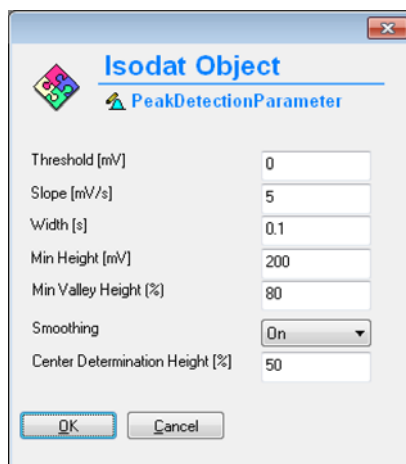 Isodat Object
PeakDetectionParameter
Threshold [mV] 0
Slope [mV/s] 5
Width [s] 0.1
Min Height [mV] 200
Min Valley Height (%) 80
Smoothing On
Center Determination Height [%] 50
OK Cancel